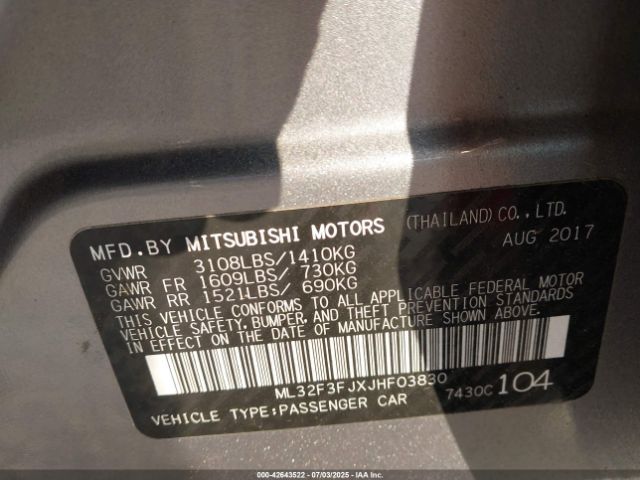 MFD.BY MITSUBISHI MOTORS (THAILAND) CO.,LTD.
GVWR 3108LBS/1410KG AUG 2017
GAWR FR 1609LBS/ 730KG
GAWR RR 1521LBS/ 690KG
THIS VEHICLE CONFORMS TO ALL APPLICABLE FEDERAL MOTOR
VEHICLE SAFETY, BUMPER, AND THEFT PREVENTION STANDARDS
IN EFFECT ON THE DATE OF MANUFACTURE SHOWN ABOVE.
ML32F3FJXJHF03830
7430C 104
VEHICLE TYPE:PASSENGER CAR
000-42643522 - 07/03/2025 - IAAI.COM